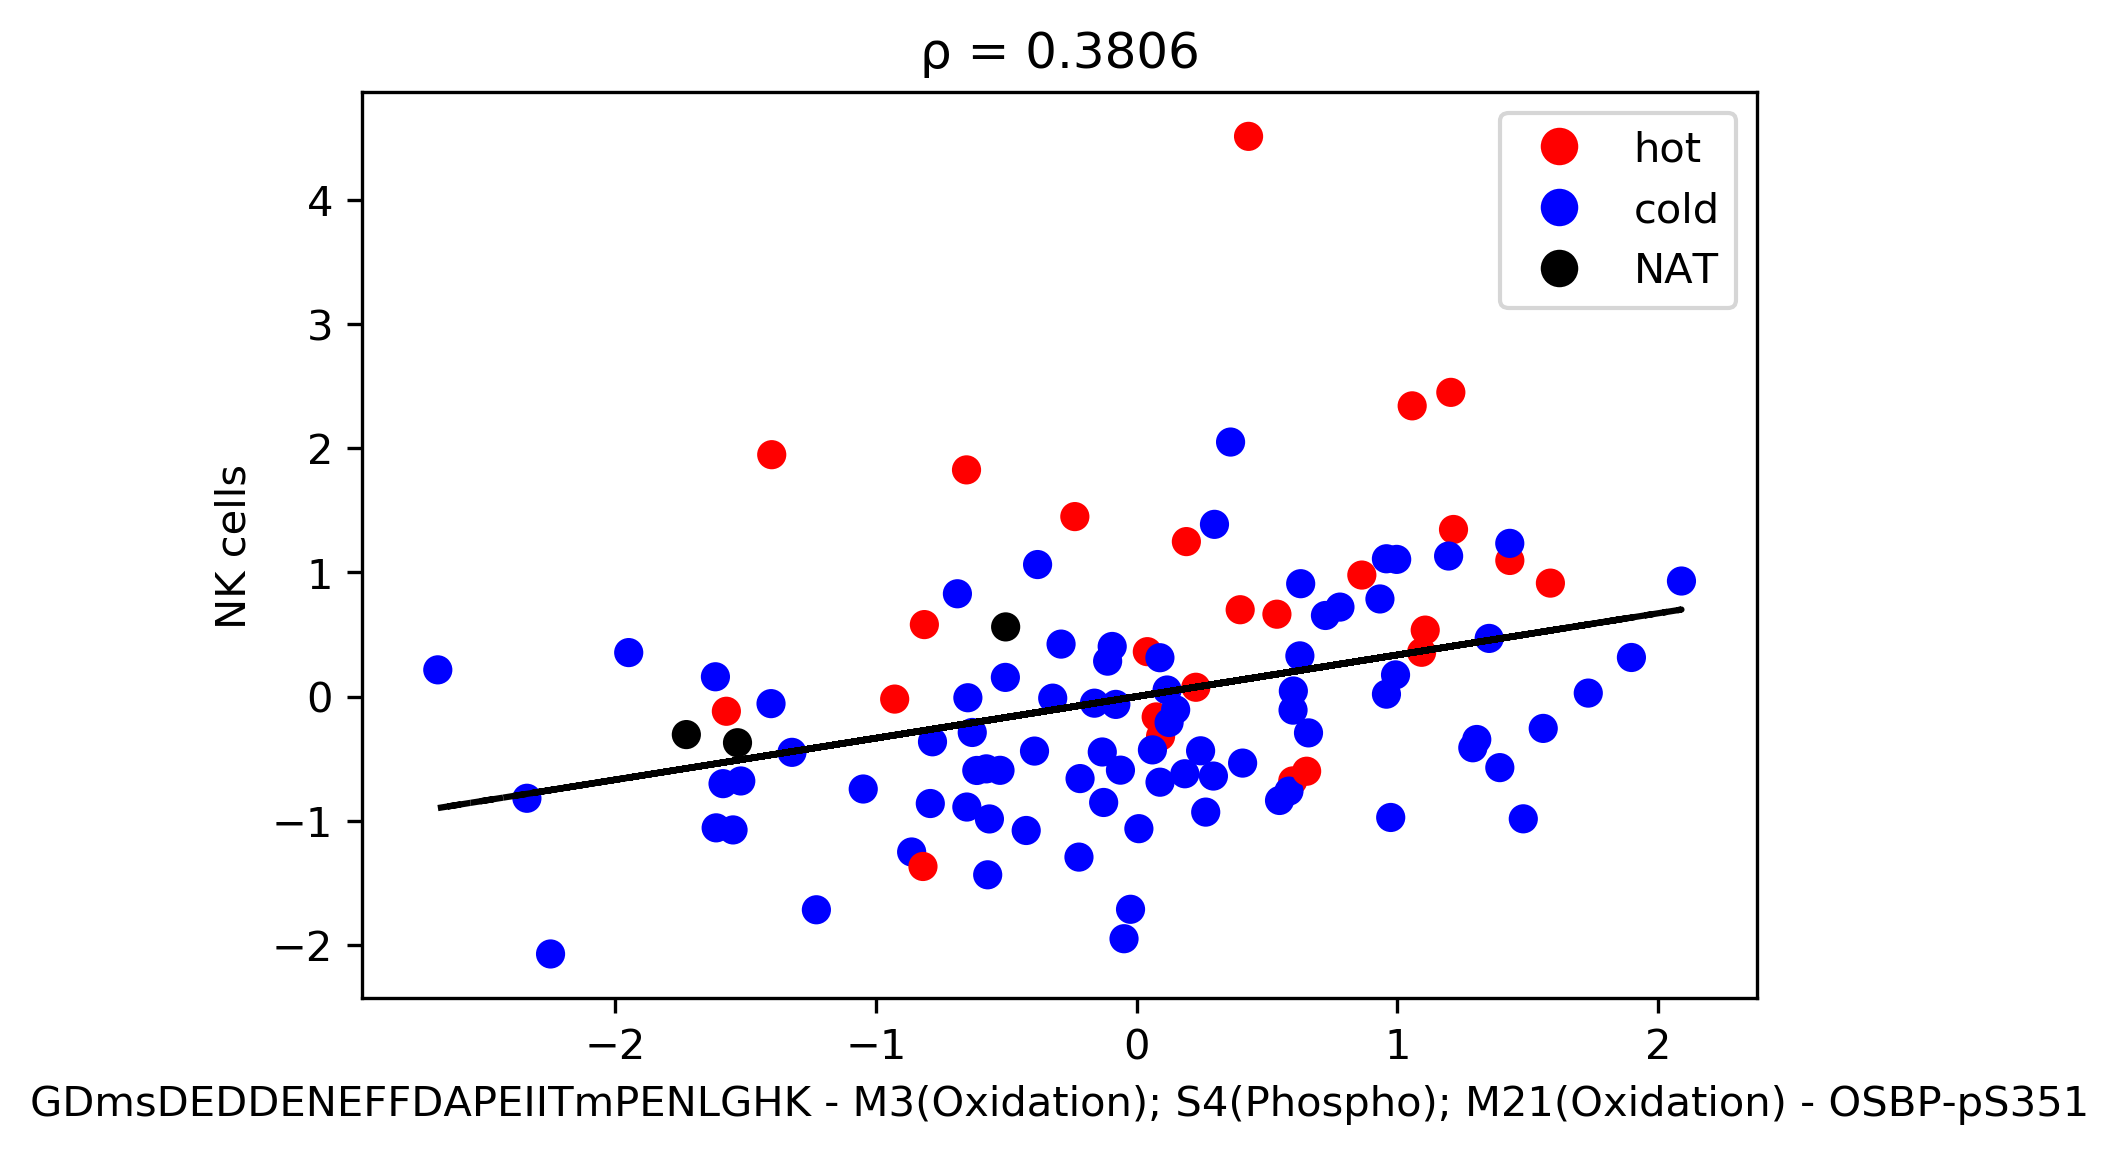 ρ = 0.3806
hot
cold
NAT
4
3
2
1
0
−1
−2
NK cells
−2
−1
0
1
2
GDmsDEDDENEFFDAPEIITmPENLGHK - M3(Oxidation); S4(Phospho); M21(Oxidation) - OSBP-pS351